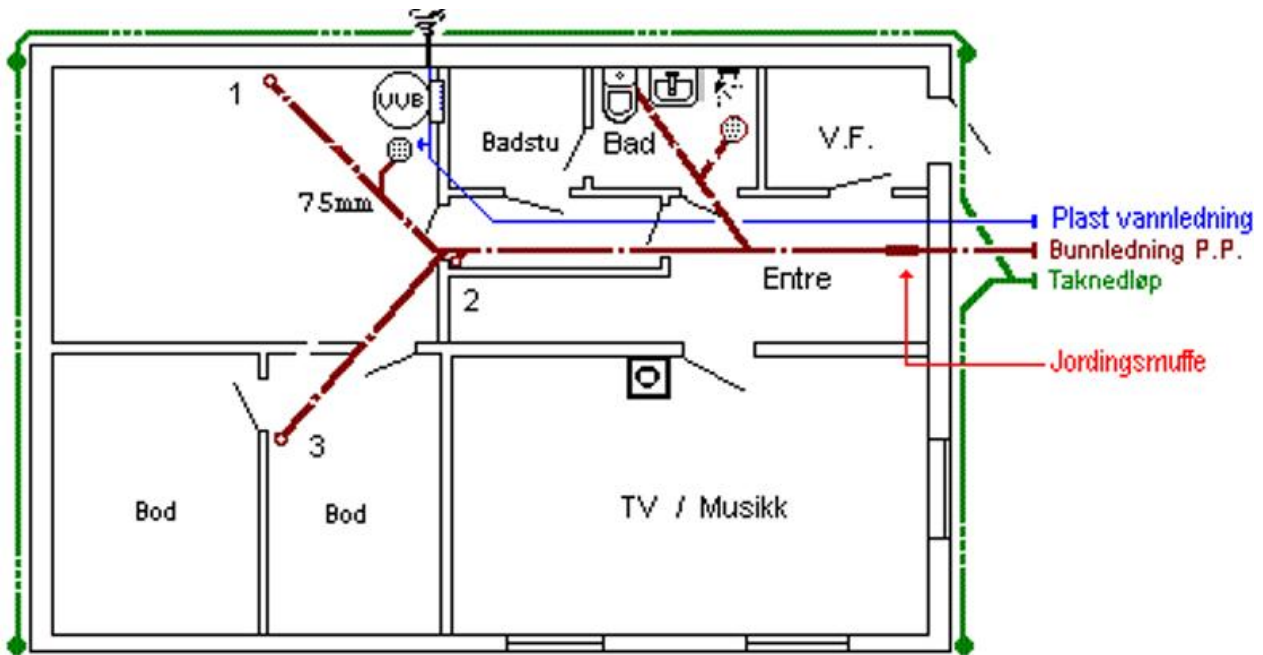 1
VVB
Badstu
Bad
V.F.
75mm
Plast vannledning
Bunnledning P.P.
Entre
Taknedløp
2
Jordingsmuffe
3
Bod
Bod
TV / Musikk